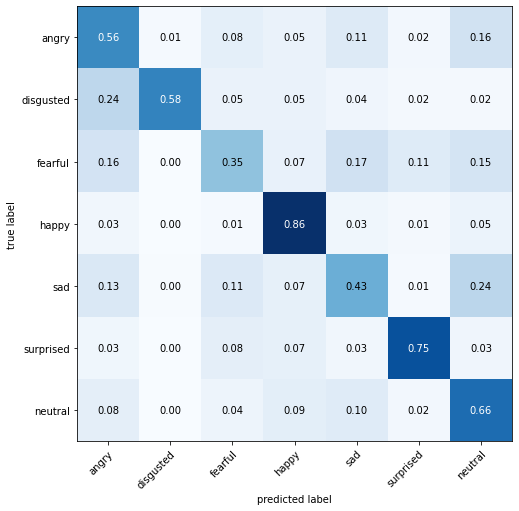 angry 0.56 0.01 0.08 0.05 0.11 0.02 0.16
disgusted 0.24 0.58 0.05 0.05 0.04 0.02 0.02
fearful 0.16 0.00 0.35 0.07 0.17 0.11 0.15
happy 0.03 0.00 0.01 0.86 0.03 0.01 0.05
true label
sad 0.13 0.00 0.11 0.07 0.43 0.01 0.24
surprised 0.03 0.00 0.08 0.07 0.03 0.75 0.03
neutral 0.08 0.00 0.04 0.09 0.10 0.02 0.66
angry disgusted fearful happy sad surprised neutral
predicted label